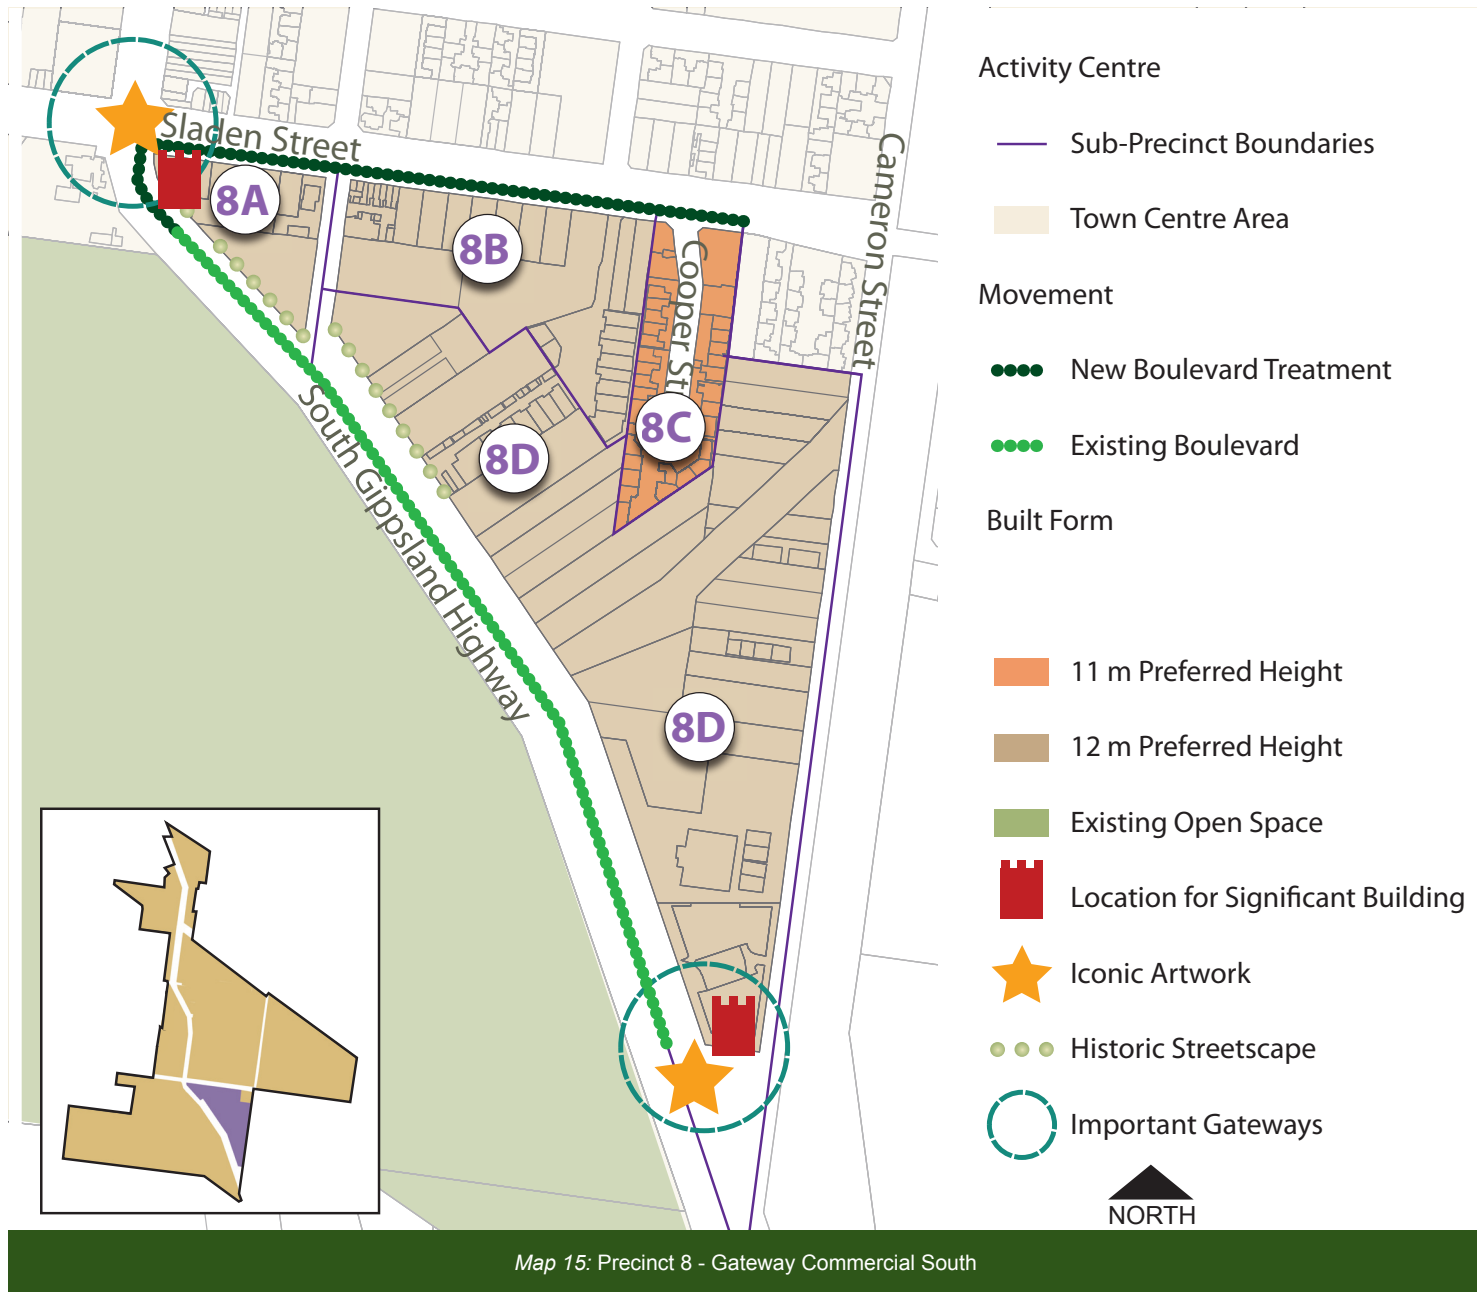 Sladen Street
Cameron Street
Cooper St
South Gippsland Highway
8A
8B
8C
8D
8D
Activity Centre
Sub-Precinct Boundaries
Town Centre Area
Movement
New Boulevard Treatment
Existing Boulevard
Built Form
11 m Preferred Height
12 m Preferred Height
Existing Open Space
Location for Significant Building
Iconic Artwork
Historic Streetscape
Important Gateways
NORTH
Map 15: Precinct 8 - Gateway Commercial South